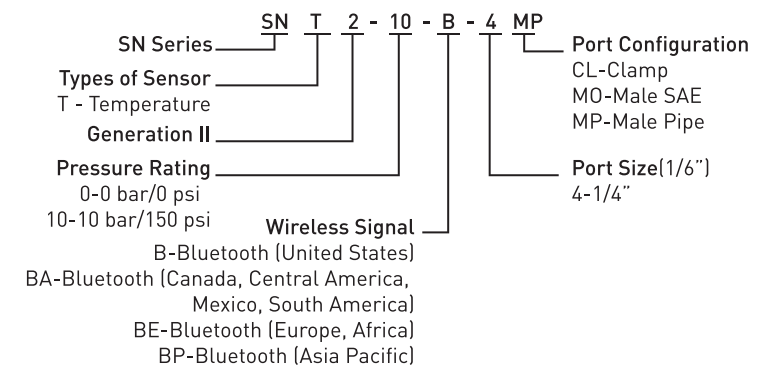 SN T 2 - 10 - B - 4 MP
SN Series
Types of Sensor
T - Temperature
Generation II
Pressure Rating
0-0 bar/0 psi
10-10 bar/150 psi
Wireless Signal
B-Bluetooth (United States)
BA-Bluetooth (Canada, Central America,
Mexico, South America)
BE-Bluetooth (Europe, Africa)
BP-Bluetooth (Asia Pacific)
Port Configuration
CL-Clamp
MO-Male SAE
MP-Male Pipe
Port Size(1/6”)
4-1/4”